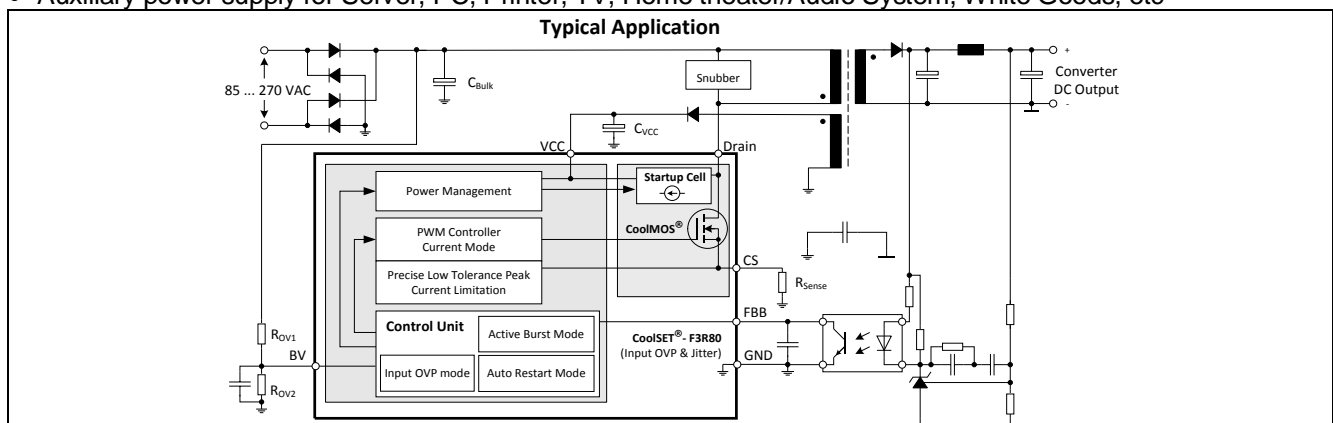 • Auxiliary power supply for Server, PC, Printer, TV, Home theater/Audio System, White Goods, etc
Typical Application
85 ... 270 VAC
CBulk
Snubber
+
Converter
DC Output
-
CVCC
VCC
Drain
Power Management
Startup Cell
CoolMOS®
PWM Controller
Current Mode
Precise Low Tolerance Peak
Current Limitation
CS
RSense
FBB
Control Unit
Active Burst Mode
CoolSET®- F3R80
(Input OVP & Jitter)
GND
ROV1
BV
Input OVP mode
Auto Restart Mode
ROV2